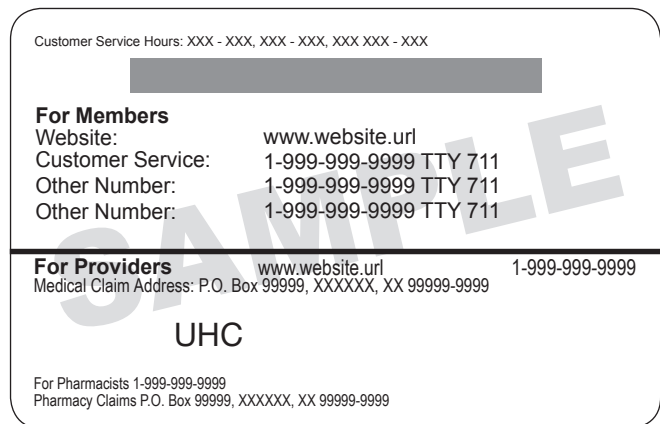 Customer Service Hours: XXX - XXX, XXX - XXX, XXX XXX - XXX
For Members
Website: www.website.url
Customer Service: 1-999-999-9999 TTY 711
Other Number: 1-999-999-9999 TTY 711
Other Number: 1-999-999-9999 TTY 711
SAMPLE
For Providers www.website.url 1-999-999-9999
Medical Claim Address: P.O. Box 99999, XXXXXX, XX 99999-9999
UHC
For Pharmacists 1-999-999-9999
Pharmacy Claims P.O. Box 99999, XXXXXX, XX 99999-9999